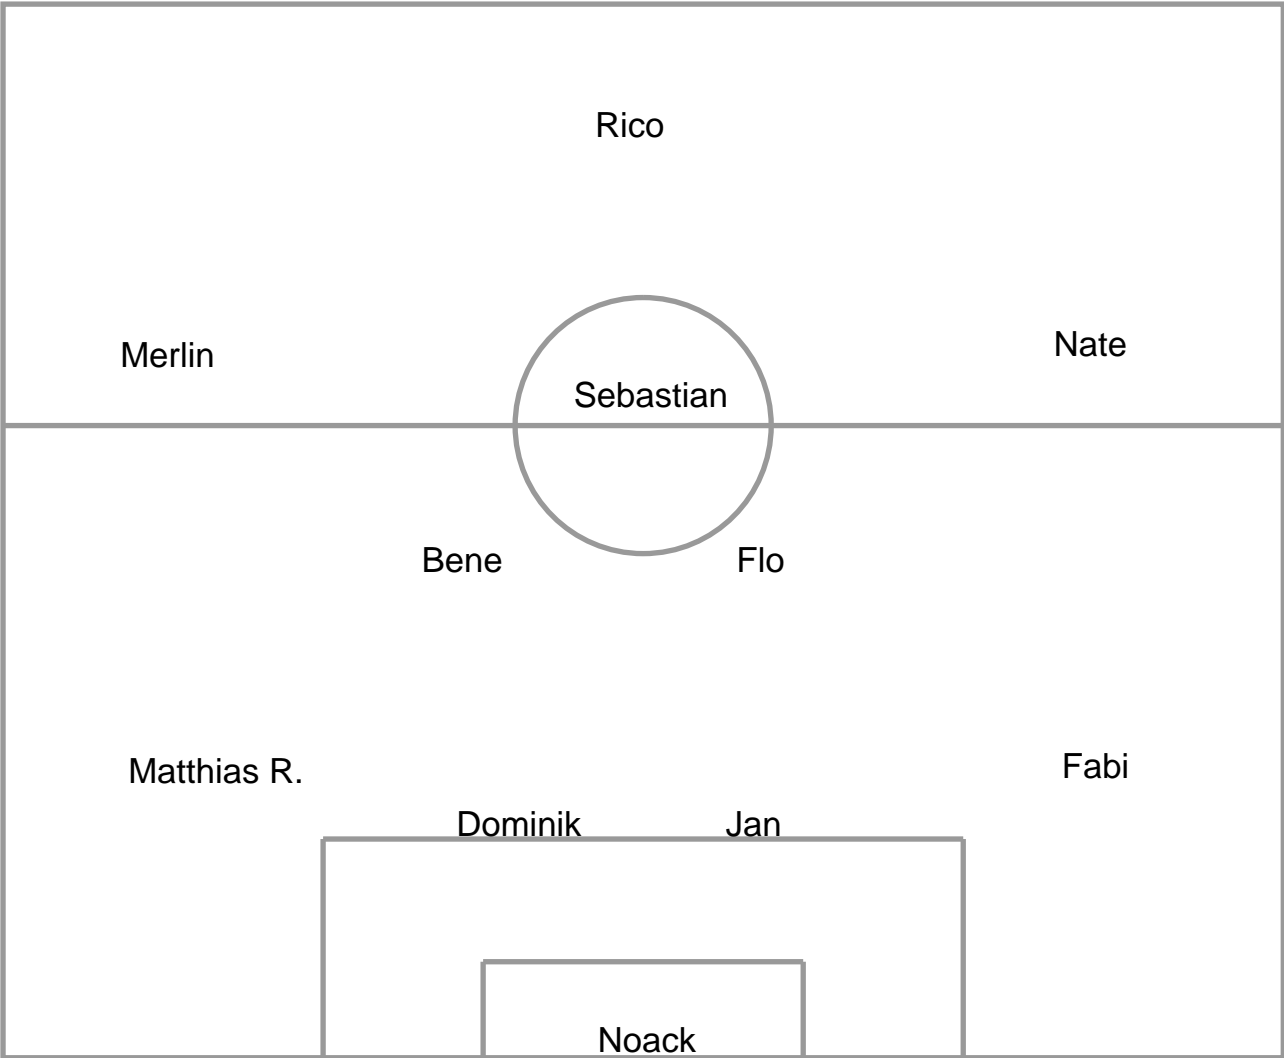 Rico
Nate
Merlin
Sebastian
Bene
Flo
Fabi
Matthias R.
Dominik
Jan
Noack